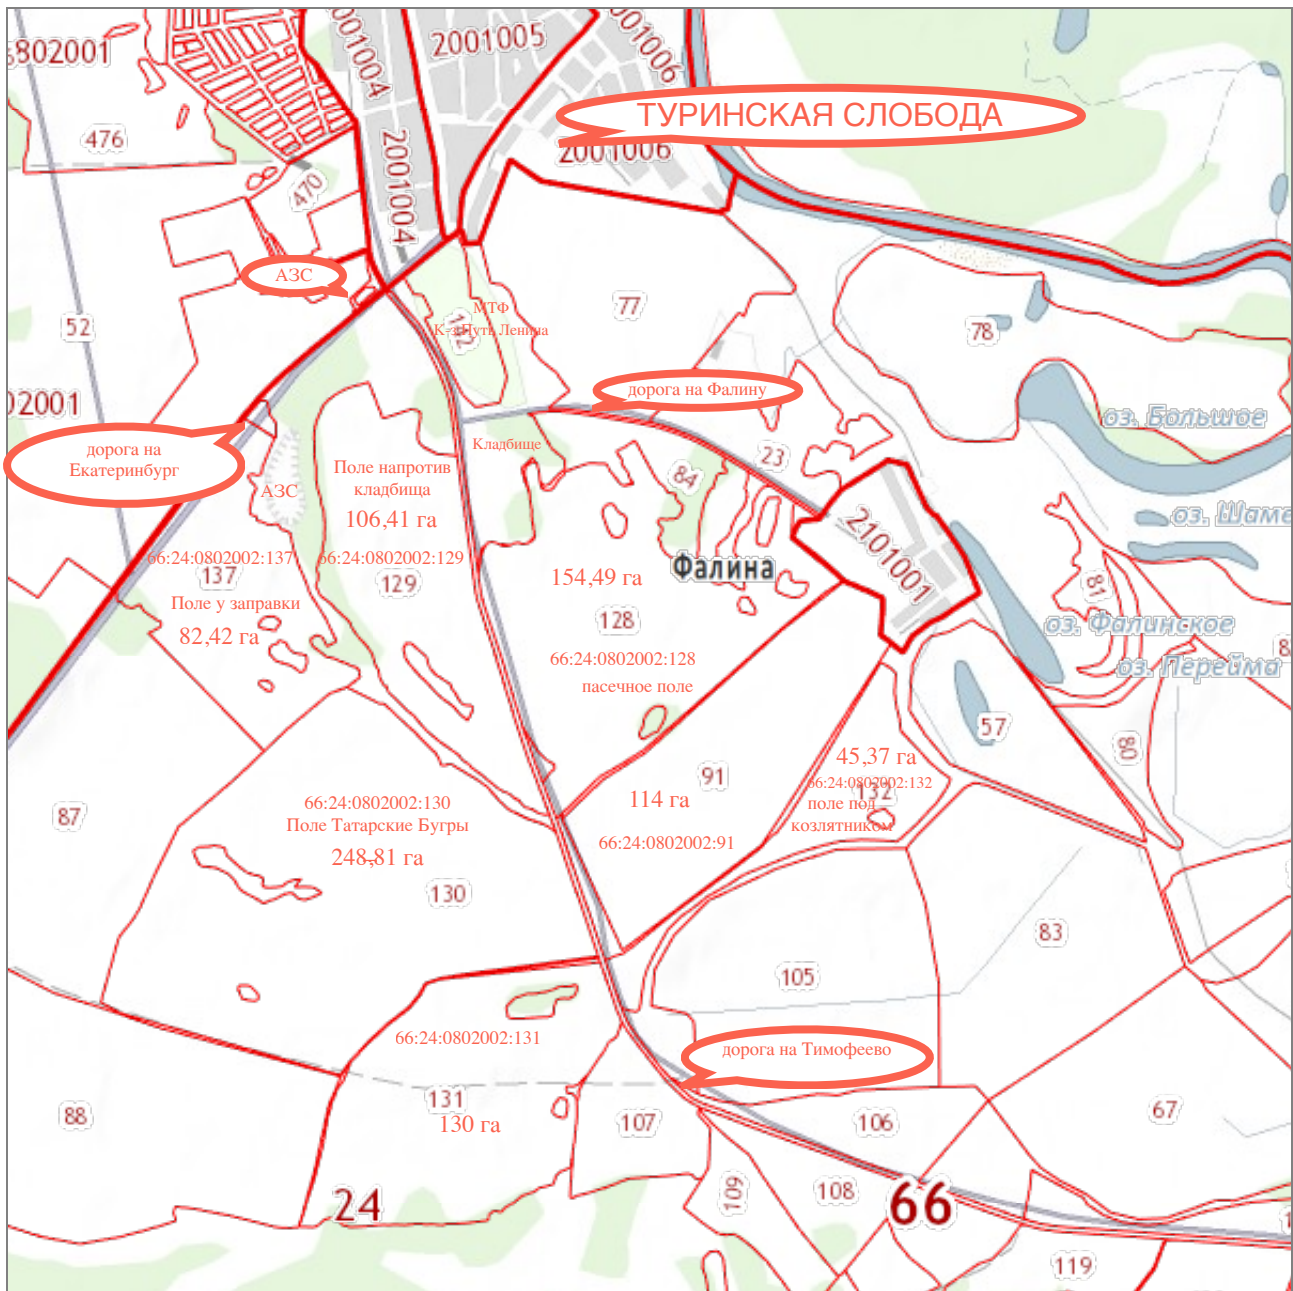 802001
2001004
2001005
2001006
ТУРИНСКАЯ СЛОБОДА
2001006
476
470
2001004
АЗС
52
102
МТФ
К-з Путь Ленина
77
78
02001
дорога на Фалину
оз. Большое
дорога на
Екатеринбург
Кладбище
23
84
Поле напротив
кладбища
106,41 га
АЗС
2101001
оз. Шаме
66:24:0802002:137
137
Поле у заправки
82,42 га
66:24:0802002:129
129
154,49 га
Фалина
128
66:24:0802002:128
пасечное поле
81
оз. Фалинское
оз. Перейма
8
57
80
91
114 га
66:24:0802002:91
45,37 га
66:24:0802002:132
132
поле под
козлятником
87
66:24:0802002:130
Поле Татарские Бугры
248,81 га
130
83
105
66:24:0802002:131
131
130 га
дорога на Тимофеево
88
107
106
67
109
108
24
66
119